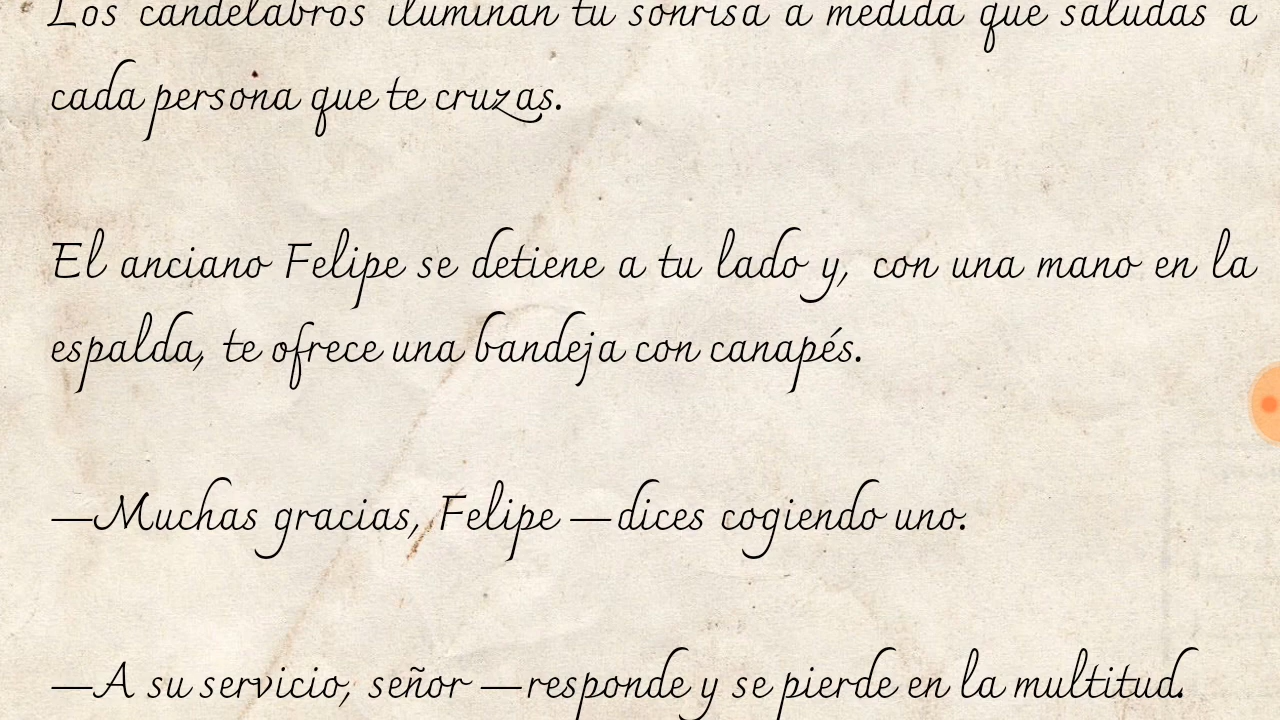 Los candelabros iluminan tu sonrisa a medida que saludas a
cada persona que te cruzas.
El anciano Felipe se detiene a tu lado y, con una mano en la
espalda, te ofrece una bandeja con canapés.
—Muchas gracias, Felipe —dices cogiendo uno.
—A su servicio, señor —responde y se pierde en la multitud.